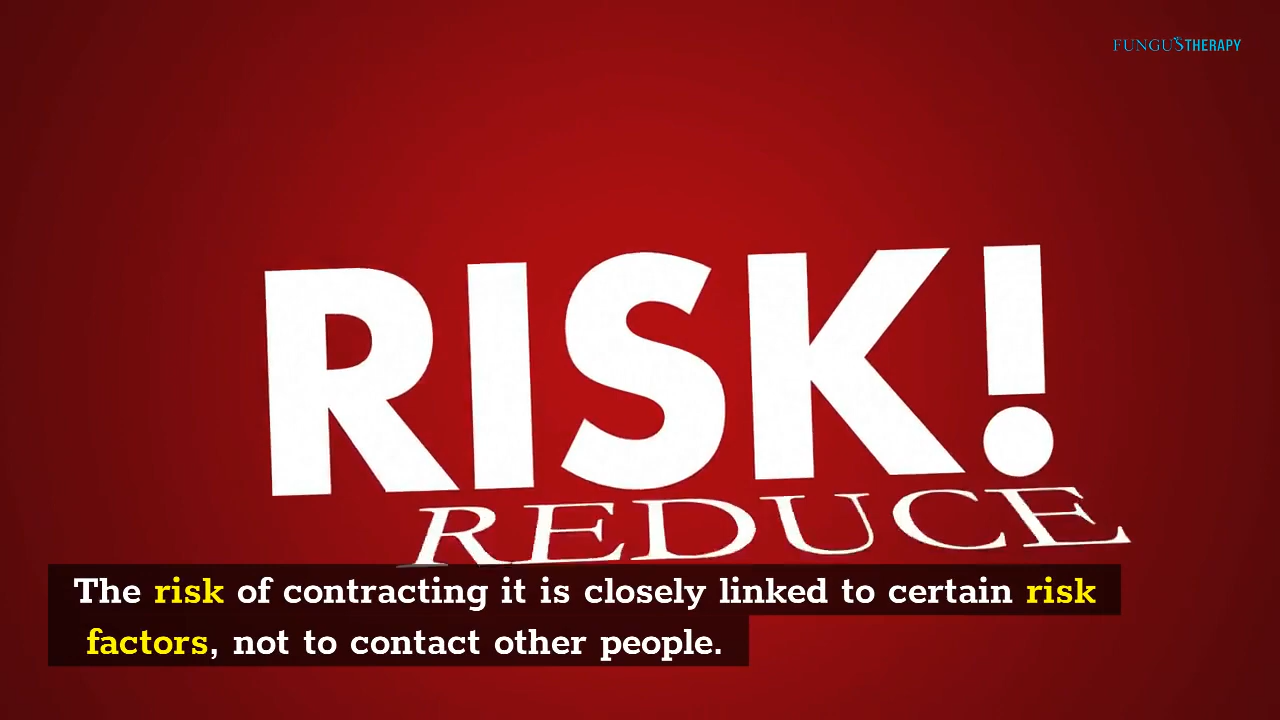 FUNGUSTHERAPY
RISK!
REDUCE
The risk of contracting it is closely linked to certain risk
factors, not to contact other people.